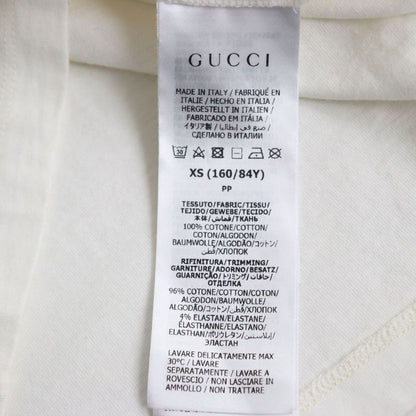 GUCCI
MADE IN ITALY / FABRIQUÉ EN
ITALIE / HECHO EN ITALIA /
HERGESTELLT IN ITALIEN /
FABRICADO EM ITÁLIA /
イタリア製 / صنع في إيطاليا /
СДЕЛАНО В ИТАЛИИ
30
XS (160/84Y)
PP
TESSUTO/FABRIC/TISSU/
TEJIDO/GEWEBE/TECIDO/
本体/قماش/ТКАНЬ
100% COTONE/COTTON/
COTON/ALGODON/
BAUMWOLLE/ALGODÃO/コットン/
قطن/ХЛОПОК
RIFINITURA/TRIMMING/
GARNITURE/ADORNO/BESATZ/
GUARNIÇÃO/トリミング/حافات/
ОТДЕЛКА
96% COTONE/COTTON/COTON/
ALGODON/BAUMWOLLE/
ALGODÃO/コットン/قطن/ХЛОПОК
4% ELASTAN/ELASTANE/
ÉLASTHANNE/ELASTANO/
ELASTHAN/ポリウレタン/إيلاستين/
ЭЛАСТАН
LAVARE DELICATAMENTE MAX
30°C / LAVARE
SEPARATAMENTE / LAVARE A
ROVESCIO / NON LASCIARE IN
AMMOLLO / NON TAMPONARE